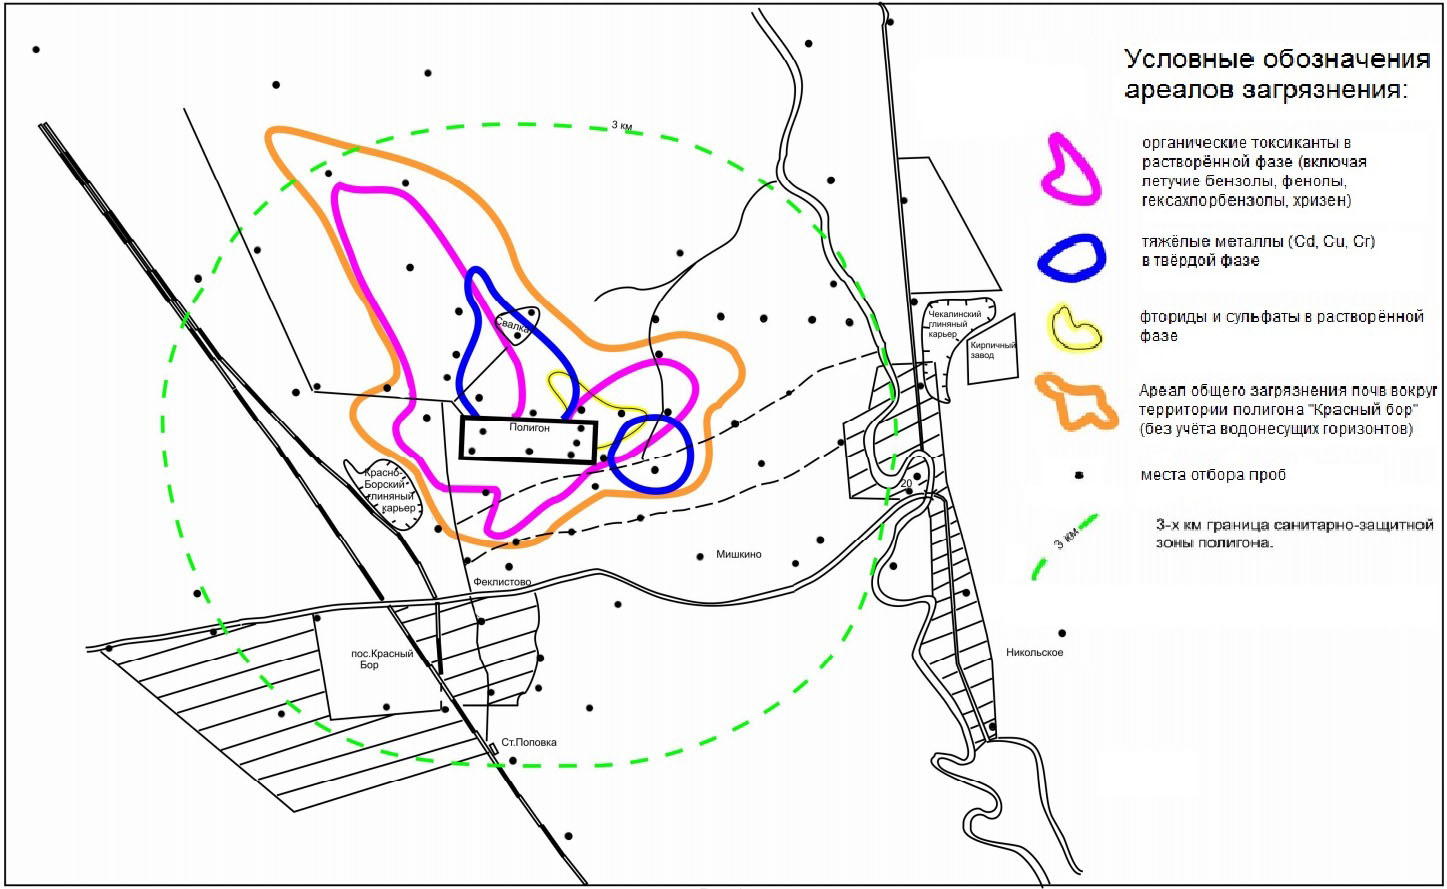 Условные обозначения
ареалов загрязнения:
органические токсиканты в
растворённой фазе (включая
летучие бензолы, фенолы,
гексахлорбензолы, хризен)
тяжёлые металлы (Cd, Cu, Cr)
в твёрдой фазе
фториды и сульфаты в растворённой
фазе
Ареал общего загрязнения почв вокруг
территории полигона "Красный бор"
(без учёта водонесущих горизонтов)
места отбора проб
3 км
3-х км граница санитарно-защитной
зоны полигона.
3 км
Свалка
Чекалинский
глиняный
карьер
Кирпичный
завод
Полигон
Красно-
Борский
глиняный
карьер
20
Мишкино
Феклистово
пос.Красный
Бор
Никольское
Ст.Поповка